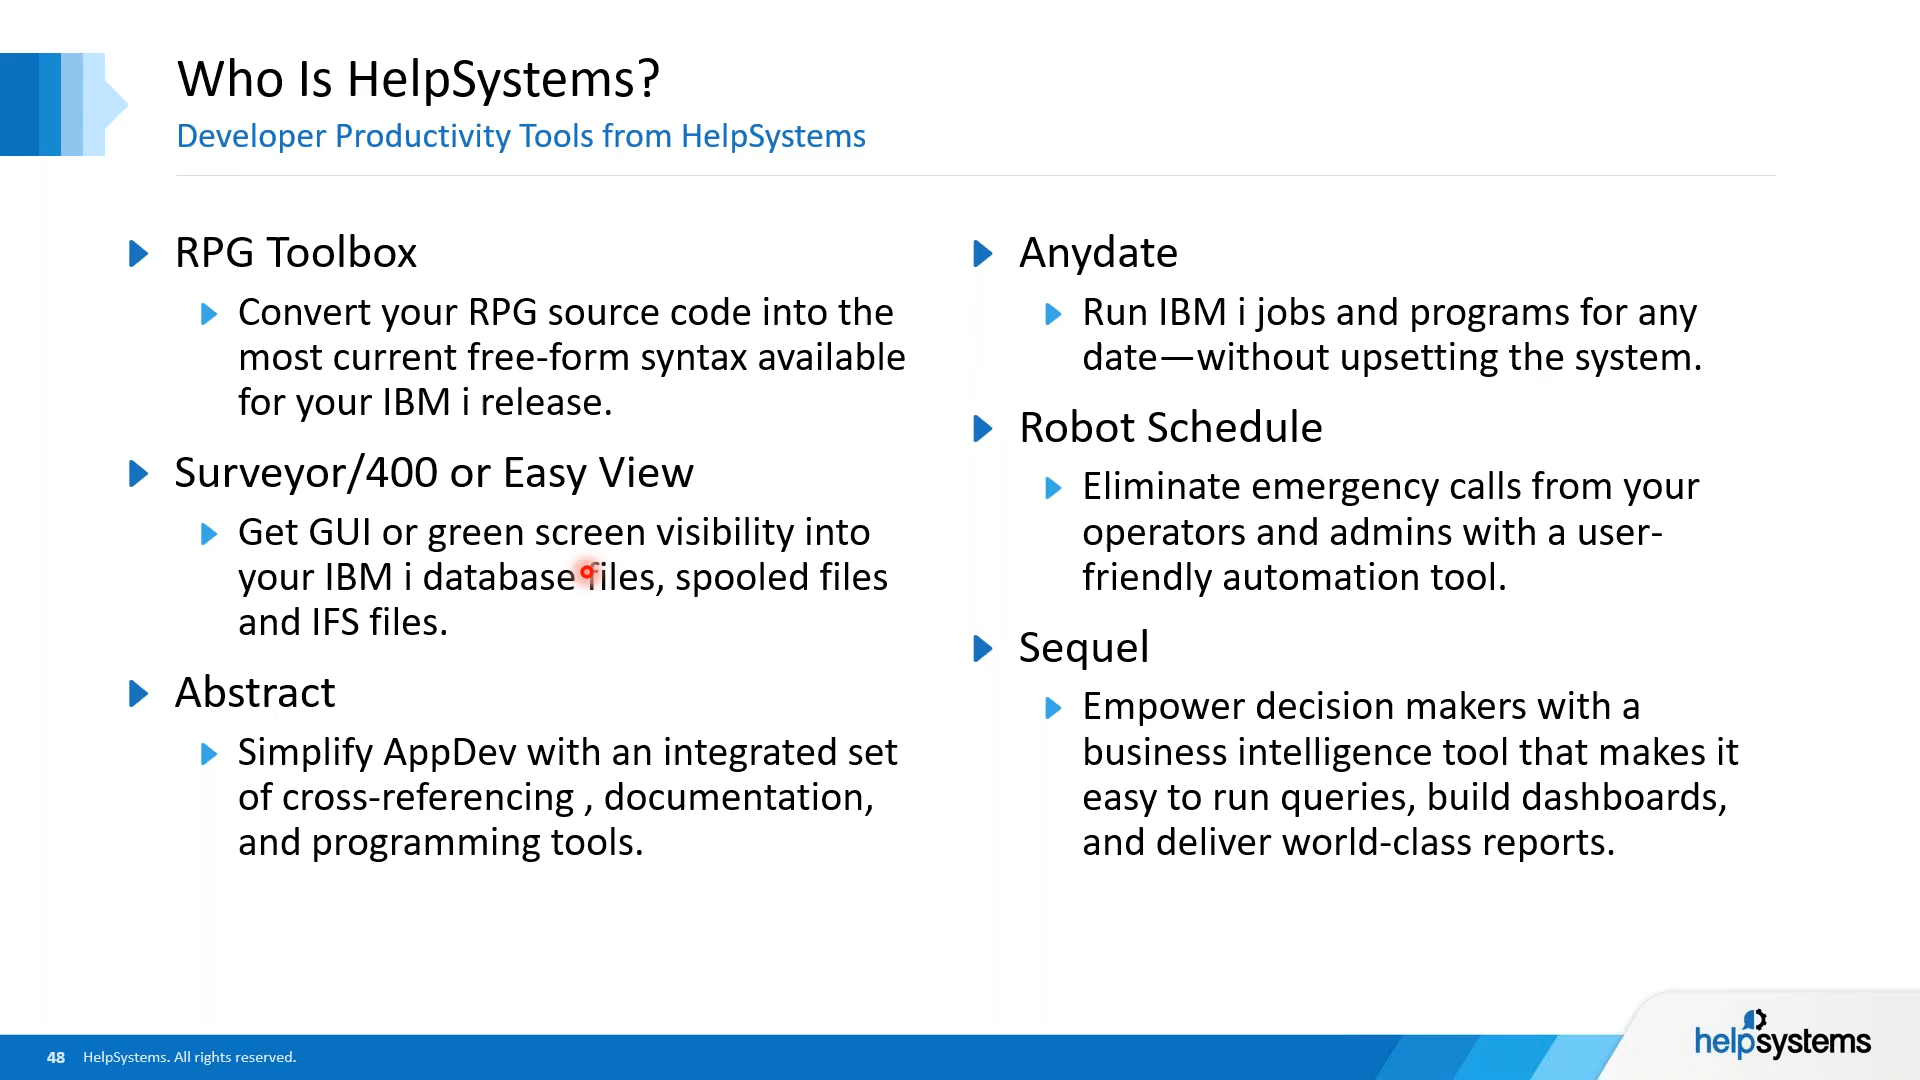 Who Is HelpSystems?
Developer Productivity Tools from HelpSystems
RPG Toolbox
Convert your RPG source code into the
most current free-form syntax available
for your IBM i release.
Surveyor/400 or Easy View
Get GUI or green screen visibility into
your IBM i database files, spooled files
and IFS files.
Abstract
Simplify AppDev with an integrated set
of cross-referencing , documentation,
and programming tools.
Anydate
Run IBM i jobs and programs for any
date—without upsetting the system.
Robot Schedule
Eliminate emergency calls from your
operators and admins with a user-
friendly automation tool.
Sequel
Empower decision makers with a
business intelligence tool that makes it
easy to run queries, build dashboards,
and deliver world-class reports.
48 HelpSystems. All rights reserved.
helpsystems